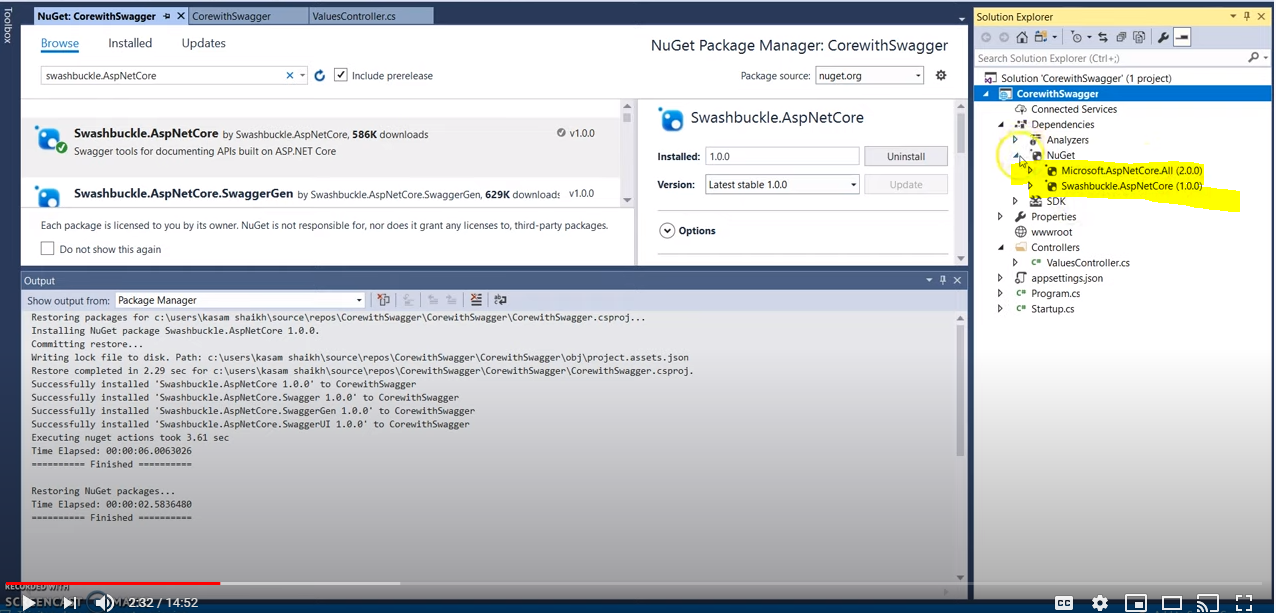 Toolbox
NuGet: CorewithSwagger
CorewithSwagger
ValuesController.cs
Browse
Installed
Updates
NuGet Package Manager: CorewithSwagger
swashbuckle.AspNetCore
Include prerelease
Package source: nuget.org
Swashbuckle.AspNetCore by Swashbuckle.AspNetCore, 586K downloads
v1.0.0
Swagger tools for documenting APIs built on ASP.NET Core
Swashbuckle.AspNetCore.SwaggerGen by Swashbuckle.AspNetCore.SwaggerGen, 629K downloads
v1.0.0
Each package is licensed to you by its owner. NuGet is not responsible for, nor does it grant any licenses to, third-party packages.
Do not show this again
Swashbuckle.AspNetCore
Installed: 1.0.0
Uninstall
Version: Latest stable 1.0.0
Update
Options
Output
Show output from: Package Manager
Restoring packages for c:\users\kasam shaikh\source\repos\CorewithSwagger\CorewithSwagger\CorewithSwagger.csproj...
Installing NuGet package Swashbuckle.AspNetCore 1.0.0.
Committing restore...
Writing lock file to disk. Path: c:\users\kasam shaikh\source\repos\CorewithSwagger\CorewithSwagger\obj\project.assets.json
Restore completed in 2.29 sec for c:\users\kasam shaikh\source\repos\CorewithSwagger\CorewithSwagger\CorewithSwagger.csproj.
Successfully installed 'Swashbuckle.AspNetCore 1.0.0' to CorewithSwagger
Successfully installed 'Swashbuckle.AspNetCore.Swagger 1.0.0' to CorewithSwagger
Successfully installed 'Swashbuckle.AspNetCore.SwaggerGen 1.0.0' to CorewithSwagger
Successfully installed 'Swashbuckle.AspNetCore.SwaggerUI 1.0.0' to CorewithSwagger
Executing nuget actions took 3.61 sec
Time Elapsed: 00:00:06.0063026
========== Finished ==========
Restoring NuGet packages...
Time Elapsed: 00:00:02.5836480
========== Finished ==========
Solution Explorer
Search Solution Explorer (Ctrl+;)
Solution 'CorewithSwagger' (1 project)
CorewithSwagger
Connected Services
Dependencies
Analyzers
NuGet
Microsoft.AspNetCore.All (2.0.0)
Swashbuckle.AspNetCore (1.0.0)
SDK
Properties
wwwroot
Controllers
ValuesController.cs
appsettings.json
Program.cs
Startup.cs
RECORDED WITH
2:32 / 14:52
CC